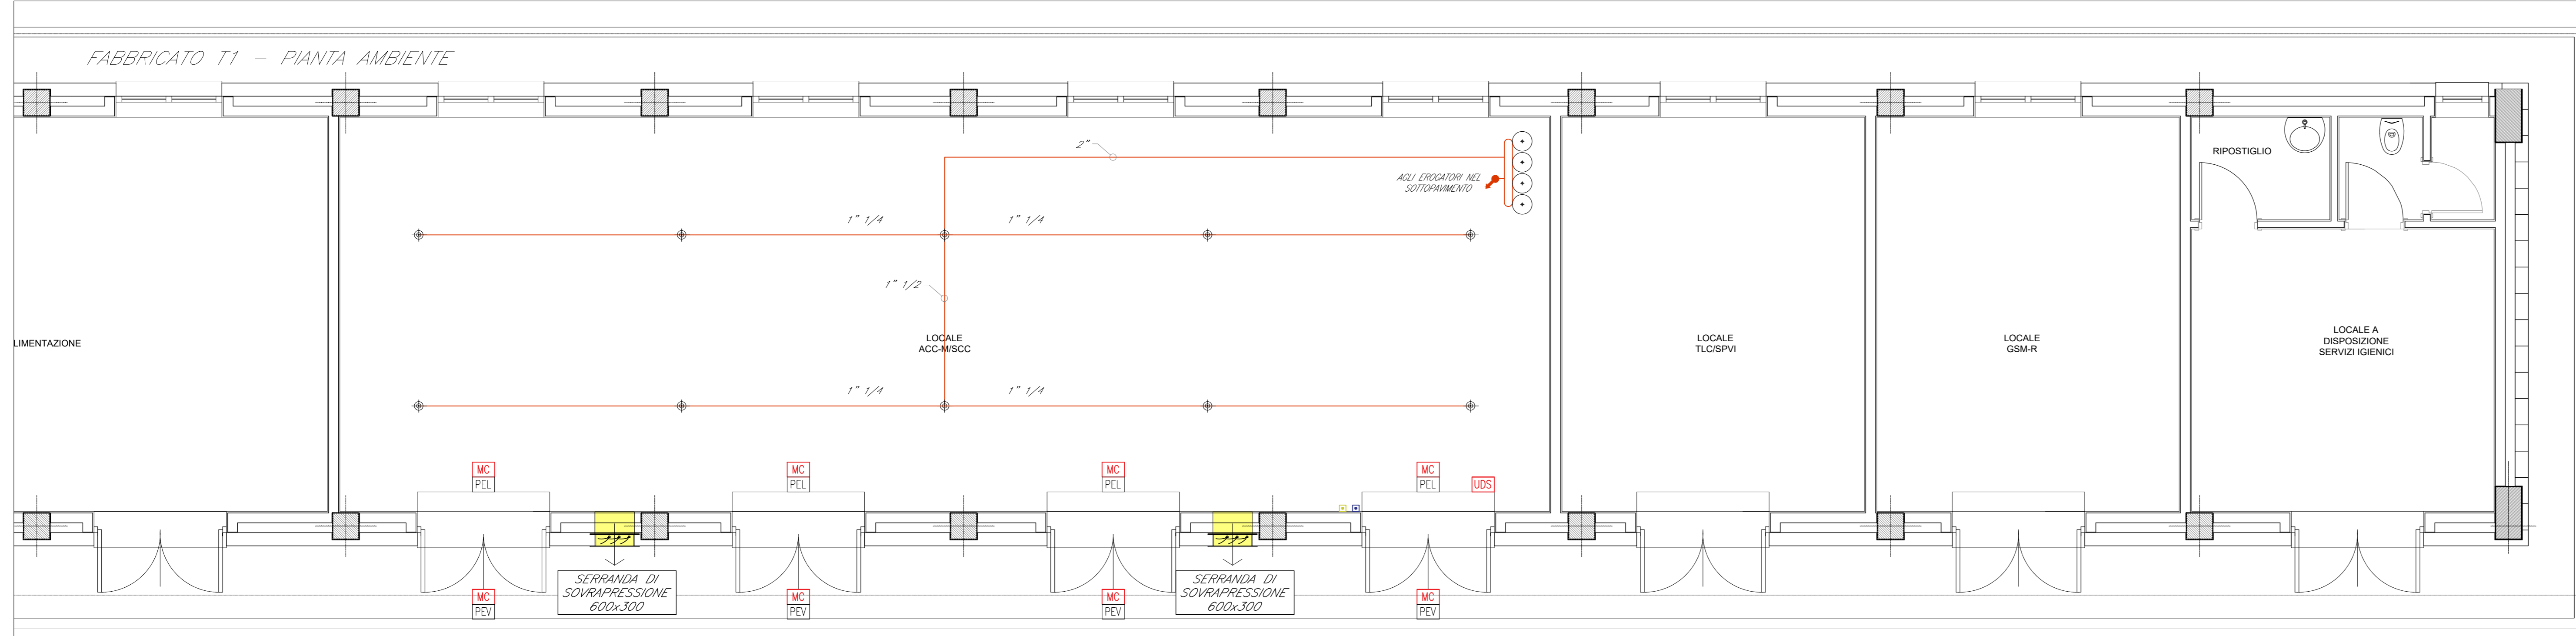 FABBRICATO T1 – PIANTA AMBIENTE
2"
RIPOSTIGLIO
AGLI EROGATORI NEL
SOTTOPAVIMENTO
1" 1/4
1" 1/4
1" 1/2
LIMENTAZIONE
LOCALE
ACC-M/SCC
LOCALE
TLC/SPVI
LOCALE
GSM-R
LOCALE A
DISPOSIZIONE
SERVIZI IGIENICI
1" 1/4
1" 1/4
MC
PEL
MC
PEL
MC
PEL
MC
PEL
UDS
SERRANDA DI
SOVRAPRESSIONE
600x300
SERRANDA DI
SOVRAPRESSIONE
600x300
MC
PEV
MC
PEV
MC
PEV
MC
PEV